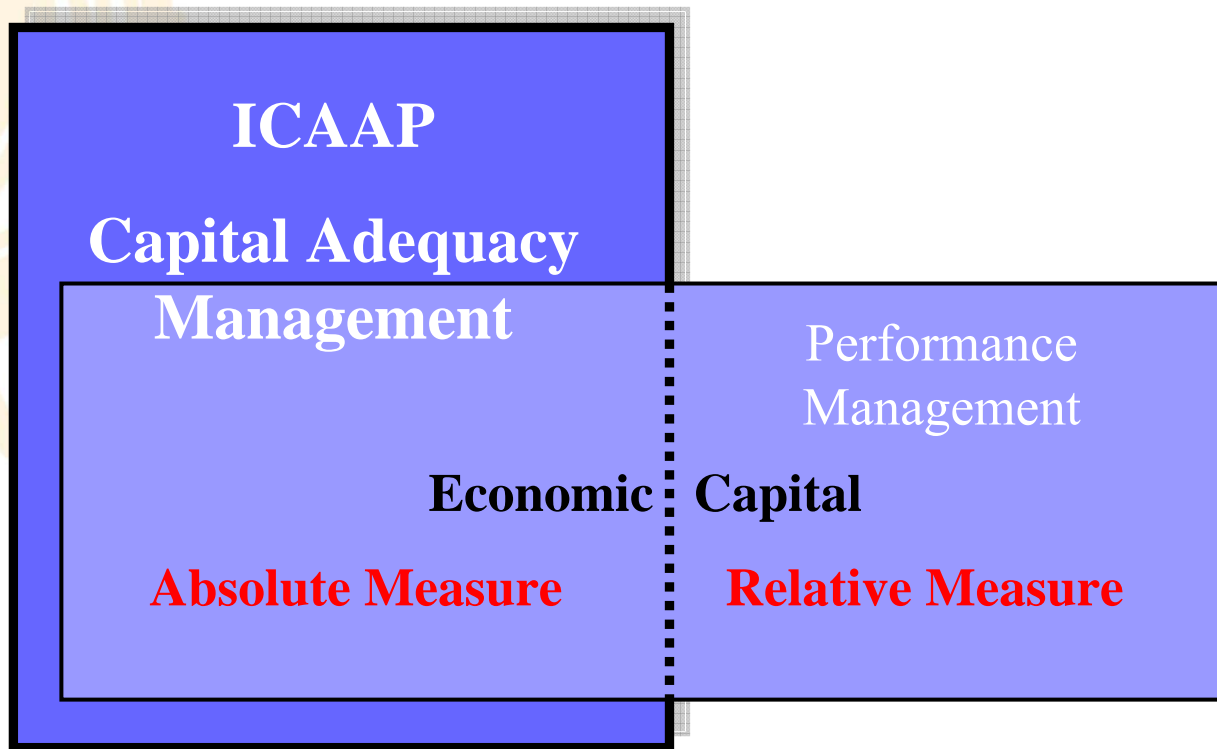 ICAAP
Capital Adequacy
Management
Performance
Management
Economic Capital
Absolute Measure
Relative Measure